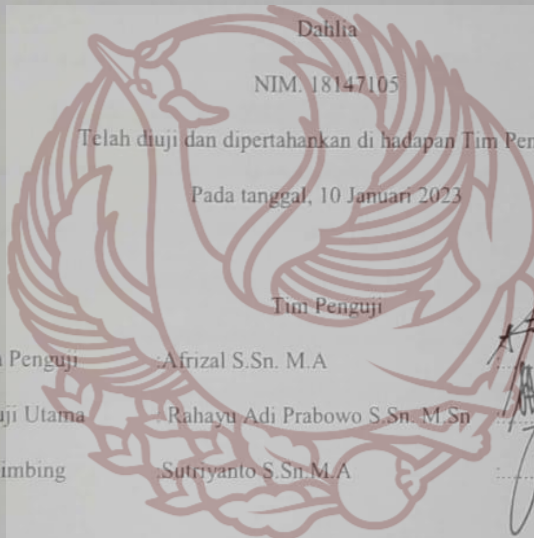 Dahlia
NIM. 18147105
Telah diuji dan dipertahankan di hadapan Tim Pen
Pada tanggal, 10 Januari 2023
Tim Penguji
Penguji :Afrizal S.Sn. M.A :......
uji Utama : Rahayu Adi Prabowo S.Sn. M.Sn :......
imbing :Sutriyanto S.Sn.M.A :......